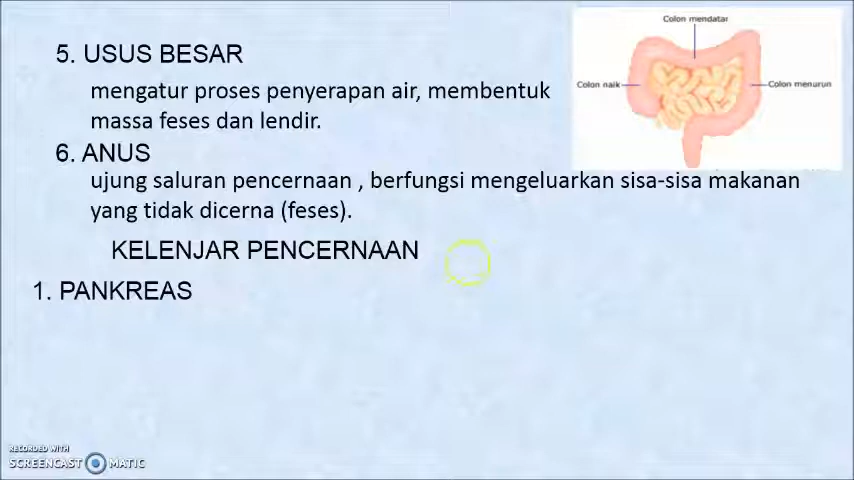 Colon mendatar
5. USUS BESAR
Colon naik
Colon menurun
mengatur proses penyerapan air, membentuk
massa feses dan lendir.
6. ANUS
ujung saluran pencernaan , berfungsi mengeluarkan sisa-sisa makanan
yang tidak dicerna (feses).
KELENJAR PENCERNAAN
1. PANKREAS
RECORDED WITH
SCREENCAST MATIC